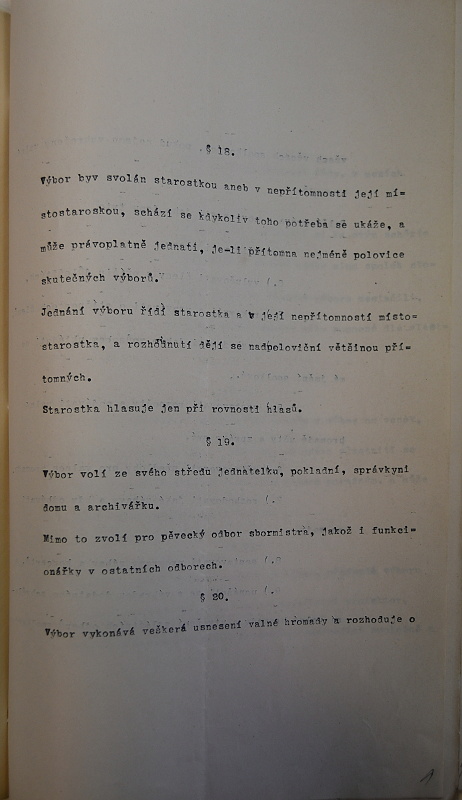 § 18.
Výbor byv svolán starostkou aneb v nepřítomnosti její mí=
stostaroskou, schází se kdykoliv toho potřeba se ukáže, a
může právoplatně jednati, je-li přítomna nejméně polovice
skutečných výborů.
Jednání výboru řídí starostka a v její nepřítomnosti místo-
starostka, a rozhodnutí dějí se nadpoloviční většinou pří=
tomných.
Starostka hlasuje jen při rovnosti hlasů.
§ 19.
Výbor volí ze svého středu jednatelku, pokladní, správkyni
domu a archivářku.
Mimo to zvolí pro pěvecký odbor sbormistra, jakož i funkci=
onářky v ostatních odborech.
§ 20.
Výbor vykonává veškerá usnesení valné hromady a rozhoduje o